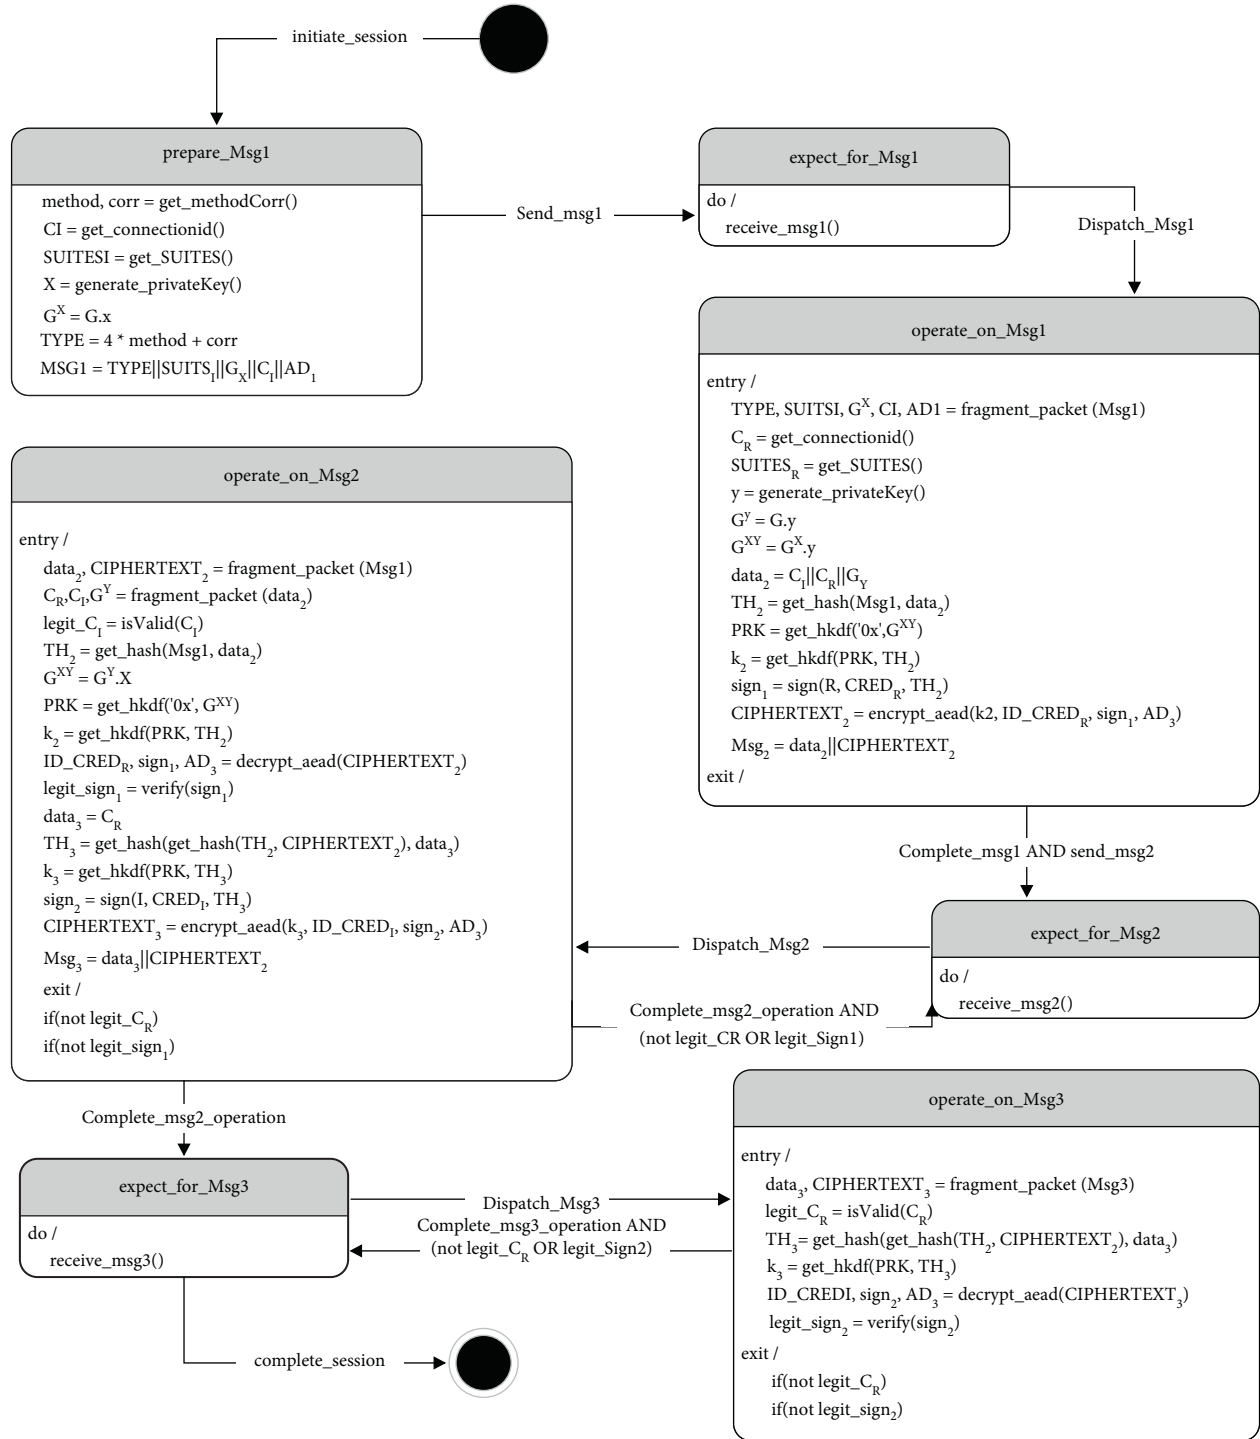 initiate_session
prepare_Msg1
method, corr = get_methodCorr()
CI = get_connectionid()
SUITESI = get_SUITES()
X = generate_privateKey()
G^X = G.x
TYPE = 4 * method + corr
MSG1 = TYPE||SUITS_I||G_X||C_I||AD_1
Send_msg1
expect_for_Msg1
do /
receive_msg1()
Dispatch_Msg1
operate_on_Msg1
entry /
TYPE, SUITSI, G^X, CI, AD1 = fragment_packet (Msg1)
C_R = get_connectionid()
SUITES_R = get_SUITES()
y = generate_privateKey()
G^y = G.y
G^XY = G^X.y
data_2 = C_I||C_R||G_Y
TH_2 = get_hash(Msg1, data_2)
PRK = get_hkdf('0x',G^XY)
k_2 = get_hkdf(PRK, TH_2)
sign_1 = sign(R, CRED_R, TH_2)
CIPHERTEXT_2 = encrypt_aead(k2, ID_CRED_R, sign_1, AD_3)
Msg_2 = data_2||CIPHERTEXT_2
exit /
Complete_msg1 AND send_msg2
operate_on_Msg2
entry /
data_2, CIPHERTEXT_2 = fragment_packet (Msg1)
C_R,C_I,G^Y = fragment_packet (data_2)
legit_C_I = isValid(C_I)
TH_2 = get_hash(Msg1, data_2)
G^XY = G^Y.X
PRK = get_hkdf('0x', G^XY)
k_2 = get_hkdf(PRK, TH_2)
ID_CRED_R, sign_1, AD_3 = decrypt_aead(CIPHERTEXT_2)
legit_sign_1 = verify(sign_1)
data_3 = C_R
TH_3 = get_hash(get_hash(TH_2, CIPHERTEXT_2), data_3)
k_3 = get_hkdf(PRK, TH_3)
sign_2 = sign(I, CRED_I, TH_3)
CIPHERTEXT_3 = encrypt_aead(k_3, ID_CRED_I, sign_2, AD_3)
Msg_3 = data_3||CIPHERTEXT_2
exit /
if(not legit_C_R)
if(not legit_sign_1)
expect_for_Msg2
do /
receive_msg2()
Dispatch_Msg2
Complete_msg2_operation AND
(not legit_CR OR legit_Sign1)
Complete_msg2_operation
expect_for_Msg3
do /
receive_msg3()
Dispatch_Msg3
Complete_msg3_operation AND
(not legit_C_R OR legit_Sign2)
operate_on_Msg3
entry /
data_3, CIPHERTEXT_3 = fragment_packet (Msg3)
legit_C_R = isValid(C_R)
TH_3= get_hash(get_hash(TH_2, CIPHERTEXT_2), data_3)
k_3 = get_hkdf(PRK, TH_3)
ID_CREDI, sign_2, AD_3 = decrypt_aead(CIPHERTEXT_3)
legit_sign_2 = verify(sign_2)
exit /
if(not legit_C_R)
if(not legit_sign_2)
complete_session